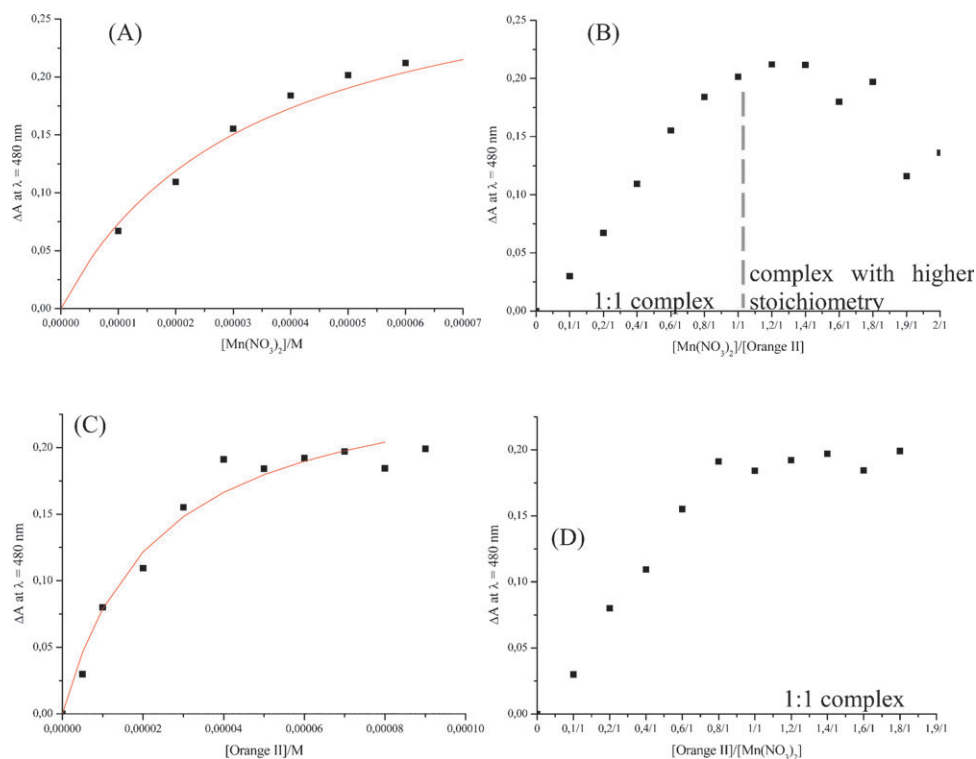 (A)
0,25
0,20
0,15
0,10
0,05
0,00
ΔA at λ = 480 nm
0,00000 0,00001 0,00002 0,00003 0,00004 0,00005 0,00006 0,00007
[Mn(NO₃)₂]/M
(B)
0,25
0,20
0,15
0,10
0,05
0,00
ΔA at λ = 480 nm
1:1 complex
complex with higher
stoichiometry
0 0,1/1 0,2/1 0,4/1 0,6/1 0,8/1 1/1 1,2/1 1,4/1 1,6/1 1,8/1 1,9/1 2/1
[Mn(NO₃)₂]/[Orange II]
(C)
0,20
0,15
0,10
0,05
0,00
ΔA at λ = 480 nm
0,00000 0,00002 0,00004 0,00006 0,00008 0,00010
[Orange II]/M
(D)
0,20
0,15
0,10
0,05
0,00
ΔA at λ = 480 nm
1:1 complex
0 0,1/1 0,2/1 0,4/1 0,6/1 0,8/1 1/1 1,2/1 1,4/1 1,6/1 1,8/1 1,9/1
[Orange II]/[Mn(NO₃)₂]